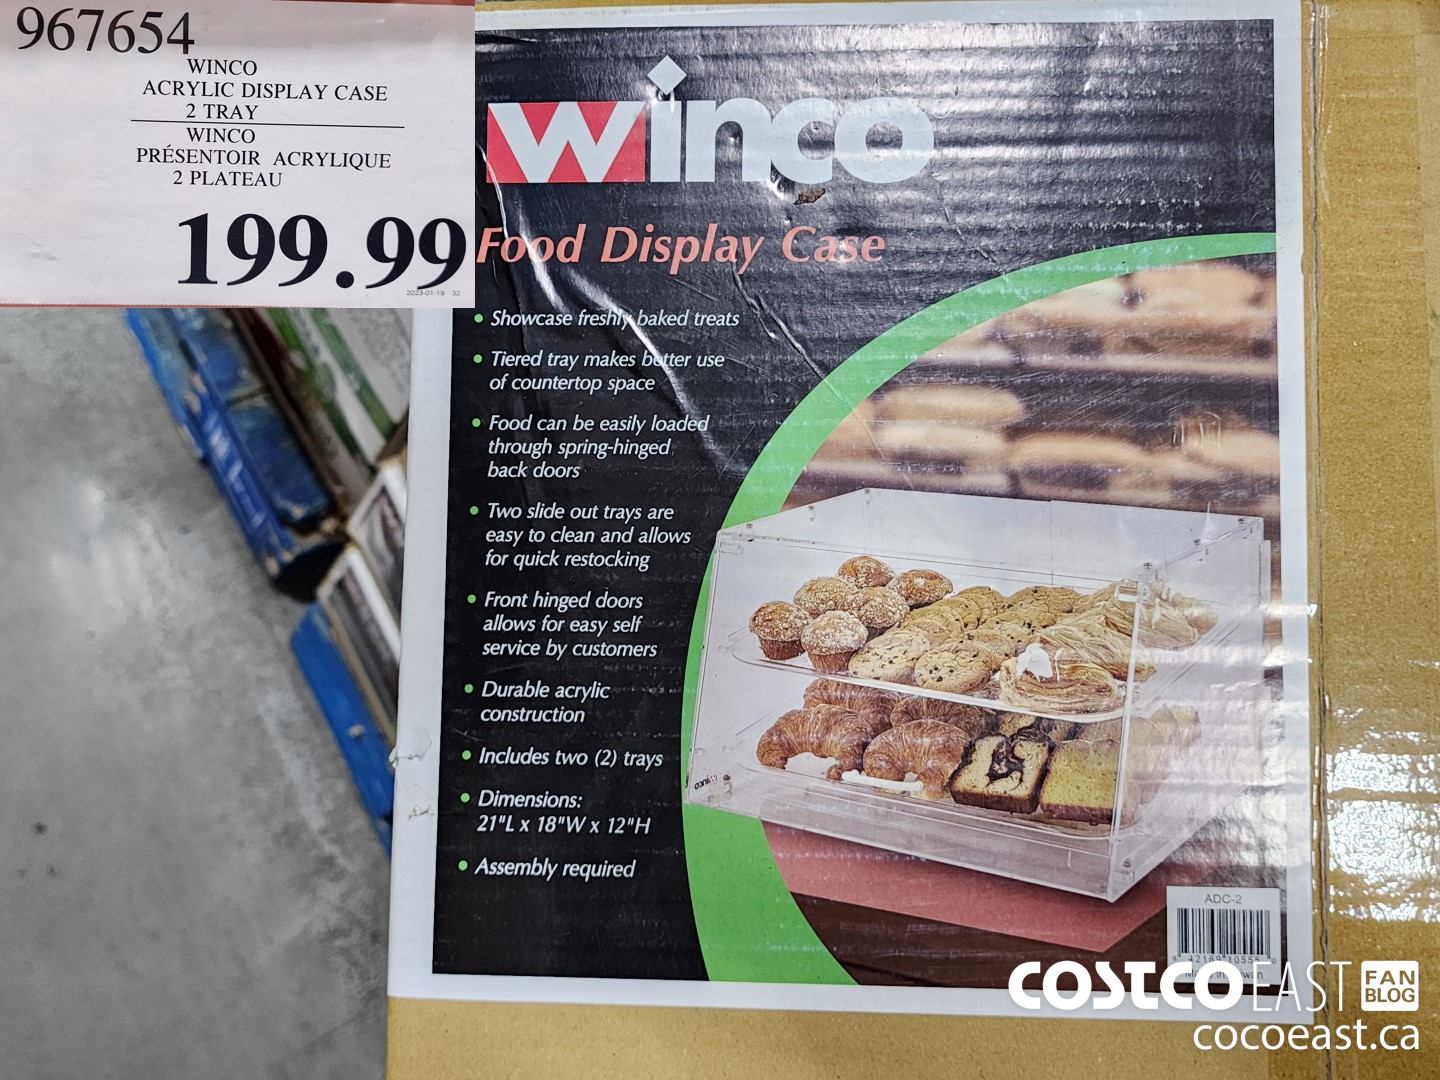 967654
WINCO
ACRYLIC DISPLAY CASE
2 TRAY
WINCO
PRÉSENTOIR ACRYLIQUE
2 PLATEAU
199.99
2023-01-19 32
winco
Food Display Case
• Showcase freshly baked treats
• Tiered tray makes better use
of countertop space
• Food can be easily loaded
through spring-hinged
back doors
• Two slide out trays are
easy to clean and allows
for quick restocking
• Front hinged doors
allows for easy self
service by customers
• Durable acrylic
construction
• Includes two (2) trays
• Dimensions:
21"L x 18"W x 12"H
• Assembly required
WINCO
ADC-2
COSTCO EAST FAN BLOG
cocoeast.ca